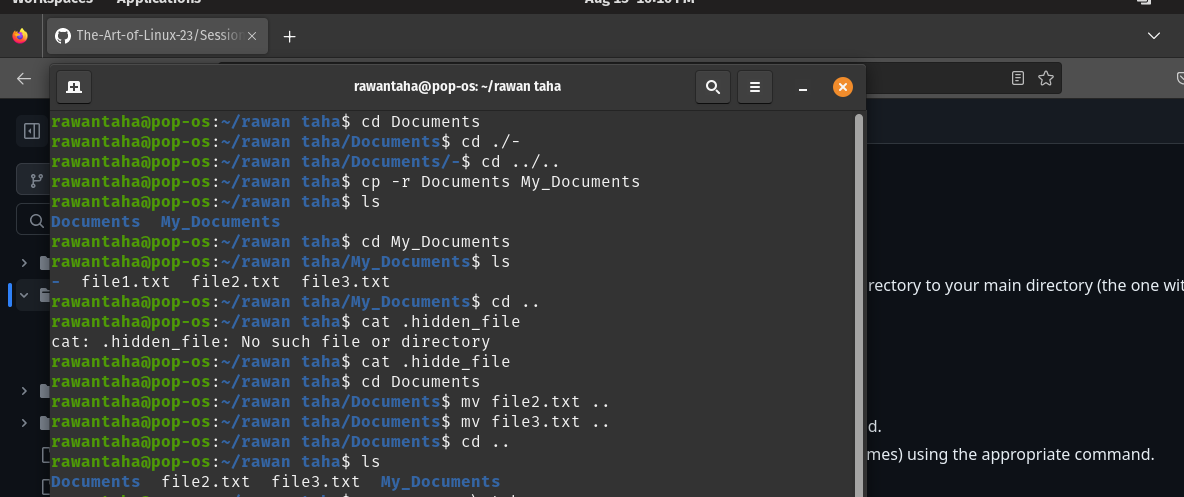 Workspaces Applications Aug 15 10:10 PM
The-Art-of-Linux-23/Session
rawantaha@pop-os: ~/rawan taha
rawantaha@pop-os:~/rawan taha$ cd Documents
rawantaha@pop-os:~/rawan taha/Documents$ cd ./-
rawantaha@pop-os:~/rawan taha/Documents/-$ cd ../..
rawantaha@pop-os:~/rawan taha$ cp -r Documents My_Documents
rawantaha@pop-os:~/rawan taha$ ls
Documents My_Documents
rawantaha@pop-os:~/rawan taha$ cd My_Documents
rawantaha@pop-os:~/rawan taha/My_Documents$ ls
- file1.txt file2.txt file3.txt
rawantaha@pop-os:~/rawan taha/My_Documents$ cd ..
rawantaha@pop-os:~/rawan taha$ cat .hidden_file
cat: .hidden_file: No such file or directory
rawantaha@pop-os:~/rawan taha$ cat .hidde_file
rawantaha@pop-os:~/rawan taha$ cd Documents
rawantaha@pop-os:~/rawan taha/Documents$ mv file2.txt ..
rawantaha@pop-os:~/rawan taha/Documents$ mv file3.txt ..
rawantaha@pop-os:~/rawan taha/Documents$ cd ..
rawantaha@pop-os:~/rawan taha$ ls
Documents file2.txt file3.txt My_Documents
rectory to your main directory (the one wit
d.
mes) using the appropriate command.